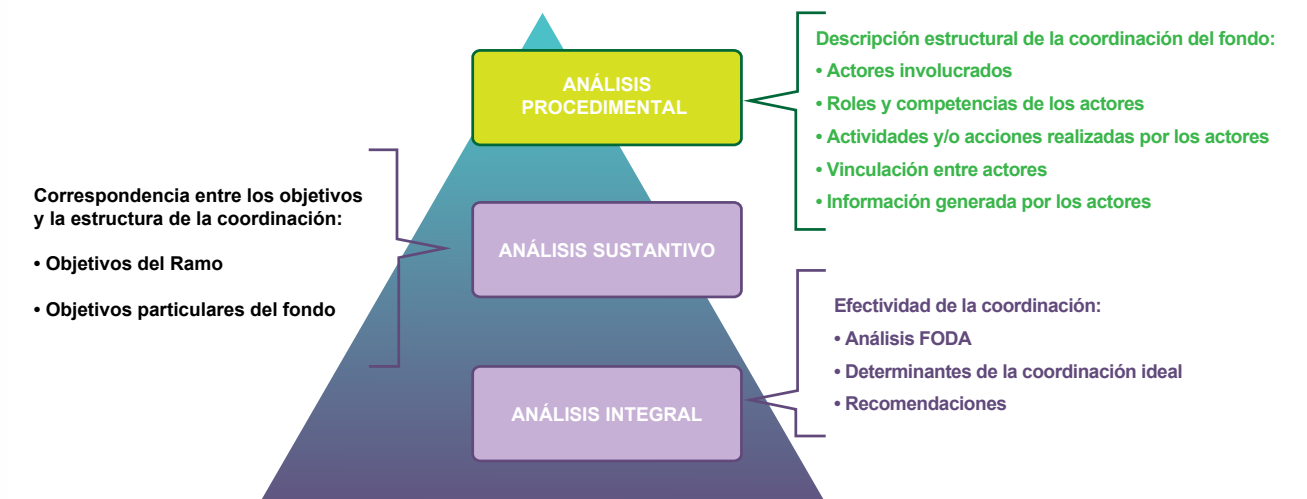 ANÁLISIS
PROCEDIMENTAL
Descripción estructural de la coordinación del fondo:
• Actores involucrados
• Roles y competencias de los actores
• Actividades y/o acciones realizadas por los actores
• Vinculación entre actores
• Información generada por los actores
Correspondencia entre los objetivos
y la estructura de la coordinación:
• Objetivos del Ramo
• Objetivos particulares del fondo
ANÁLISIS SUSTANTIVO
ANÁLISIS INTEGRAL
Efectividad de la coordinación:
• Análisis FODA
• Determinantes de la coordinación ideal
• Recomendaciones